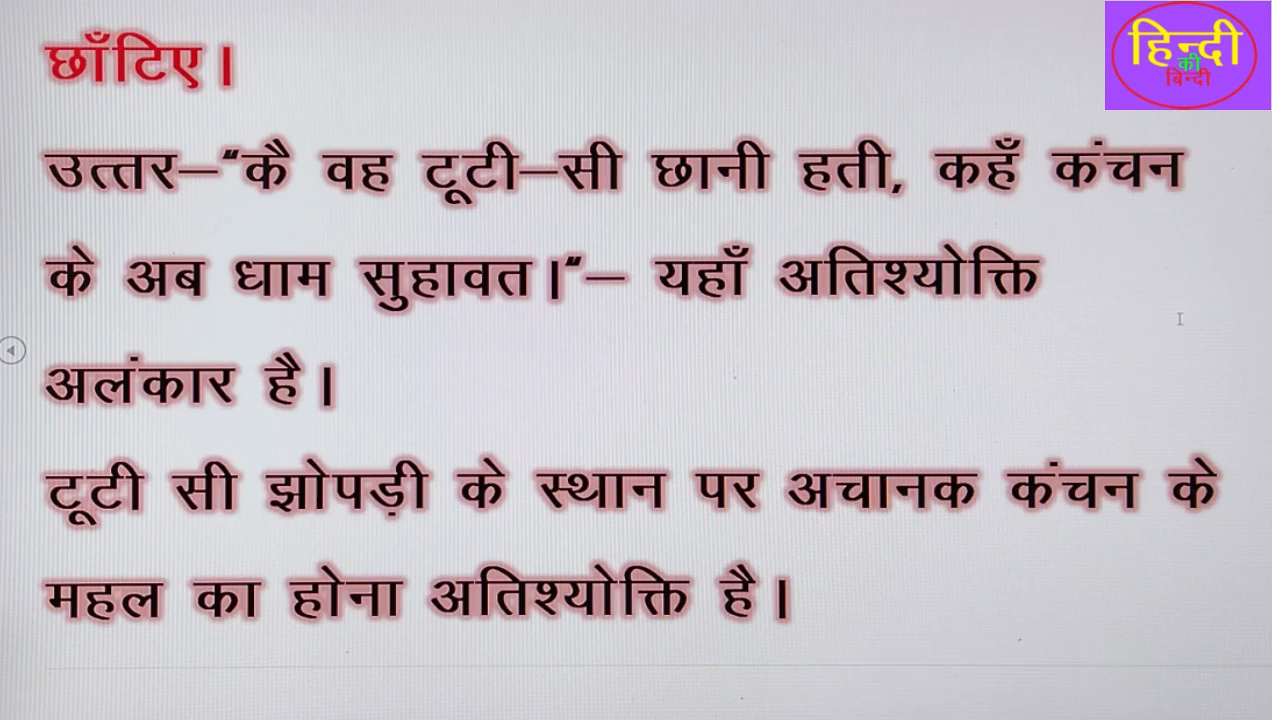 छाँटिए।
हिन्दी
की
बिन्दी
उत्तर–“कै वह टूटी–सी छानी हती, कहँ कंचन
के अब धाम सुहावत।“– यहाँ अतिश्योक्ति
अलंकार है।
टूटी सी झोपड़ी के स्थान पर अचानक कंचन के
महल का होना अतिश्योक्ति है।